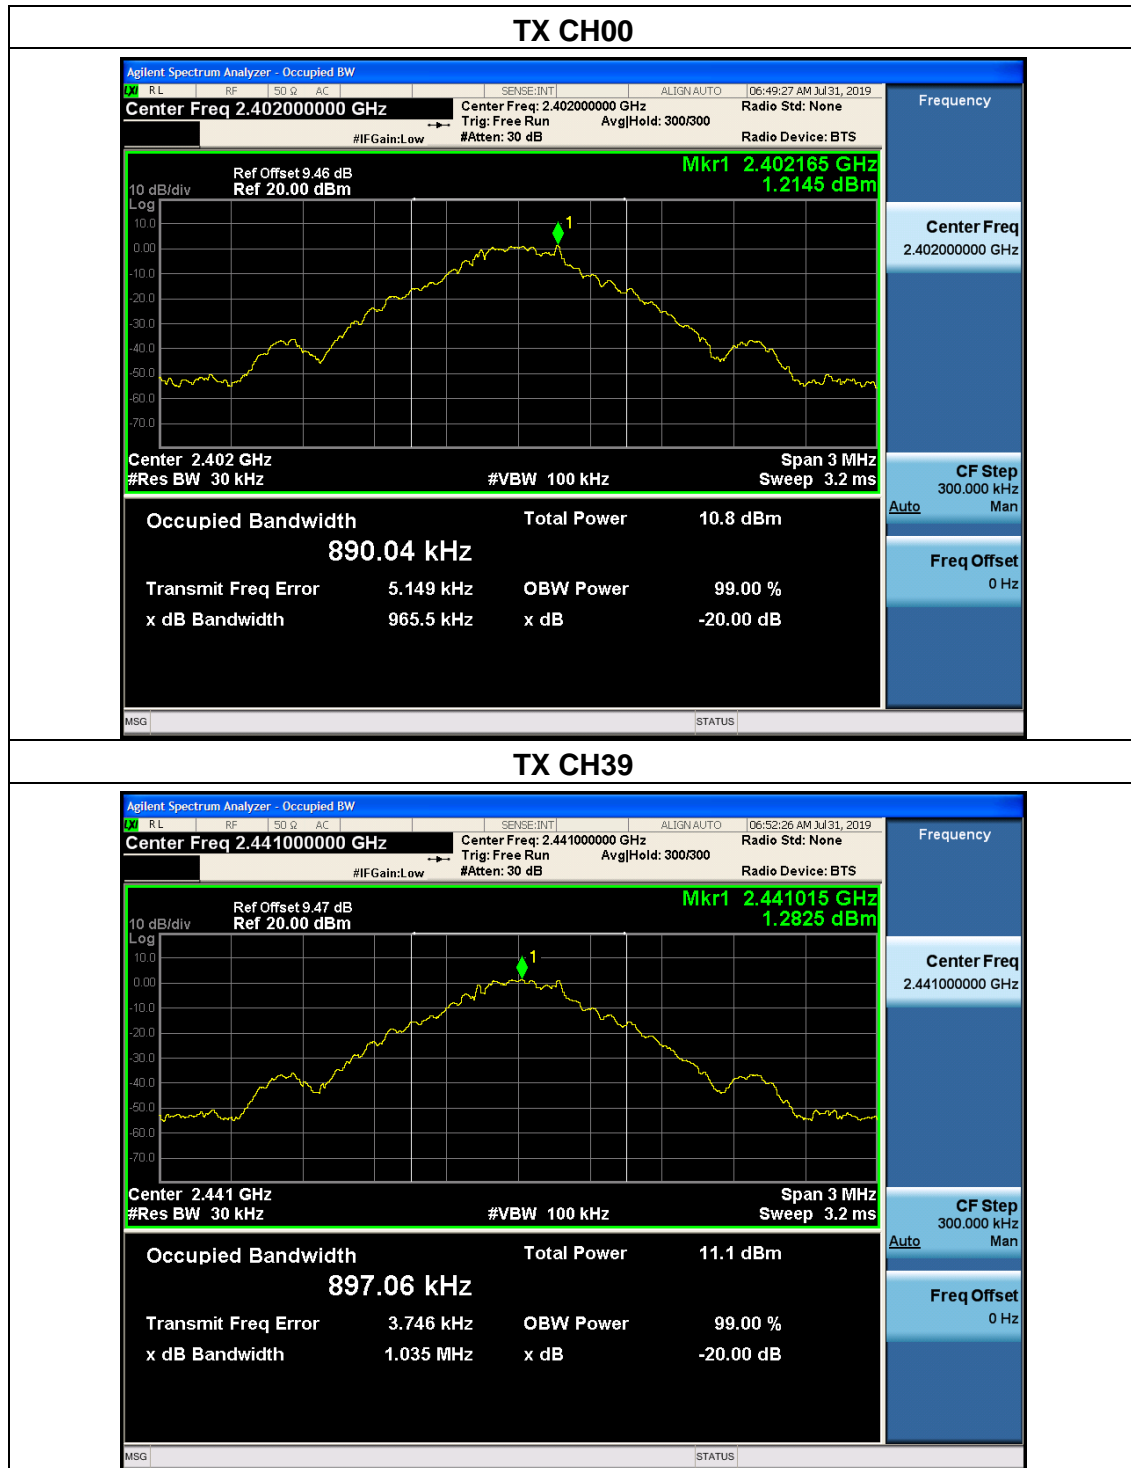 TX CH00
Agilent Spectrum Analyzer - Occupied BW
LXI RL RF 50 Ω AC SENSE:INT ALIGN AUTO 06:49:27 AM Jul 31, 2019
Center Freq 2.402000000 GHz
Center Freq: 2.402000000 GHz Radio Std: None
Trig: Free Run Avg|Hold: 300/300
#IFGain:Low #Atten: 30 dB Radio Device: BTS
Frequency
Mkr1 2.402165 GHz
1.2145 dBm
Ref Offset 9.46 dB
10 dB/div Ref 20.00 dBm
Log
10.0
0.00
-10.0
-20.0
-30.0
-40.0
-50.0
-60.0
-70.0
1
Center 2.402 GHz Span 3 MHz
#Res BW 30 kHz #VBW 100 kHz Sweep 3.2 ms
Center Freq
2.402000000 GHz
CF Step
300.000 kHz
Auto Man
Freq Offset
0 Hz
Occupied Bandwidth Total Power 10.8 dBm
890.04 kHz
Transmit Freq Error 5.149 kHz OBW Power 99.00 %
x dB Bandwidth 965.5 kHz x dB -20.00 dB
MSG STATUS
TX CH39
Agilent Spectrum Analyzer - Occupied BW
LXI RL RF 50 Ω AC SENSE:INT ALIGN AUTO 06:52:26 AM Jul 31, 2019
Center Freq 2.441000000 GHz
Center Freq: 2.441000000 GHz Radio Std: None
Trig: Free Run Avg|Hold: 300/300
#IFGain:Low #Atten: 30 dB Radio Device: BTS
Frequency
Mkr1 2.441015 GHz
1.2825 dBm
Ref Offset 9.47 dB
10 dB/div Ref 20.00 dBm
Log
10.0
0.00
-10.0
-20.0
-30.0
-40.0
-50.0
-60.0
-70.0
1
Center 2.441 GHz Span 3 MHz
#Res BW 30 kHz #VBW 100 kHz Sweep 3.2 ms
Center Freq
2.441000000 GHz
CF Step
300.000 kHz
Auto Man
Freq Offset
0 Hz
Occupied Bandwidth Total Power 11.1 dBm
897.06 kHz
Transmit Freq Error 3.746 kHz OBW Power 99.00 %
x dB Bandwidth 1.035 MHz x dB -20.00 dB
MSG STATUS